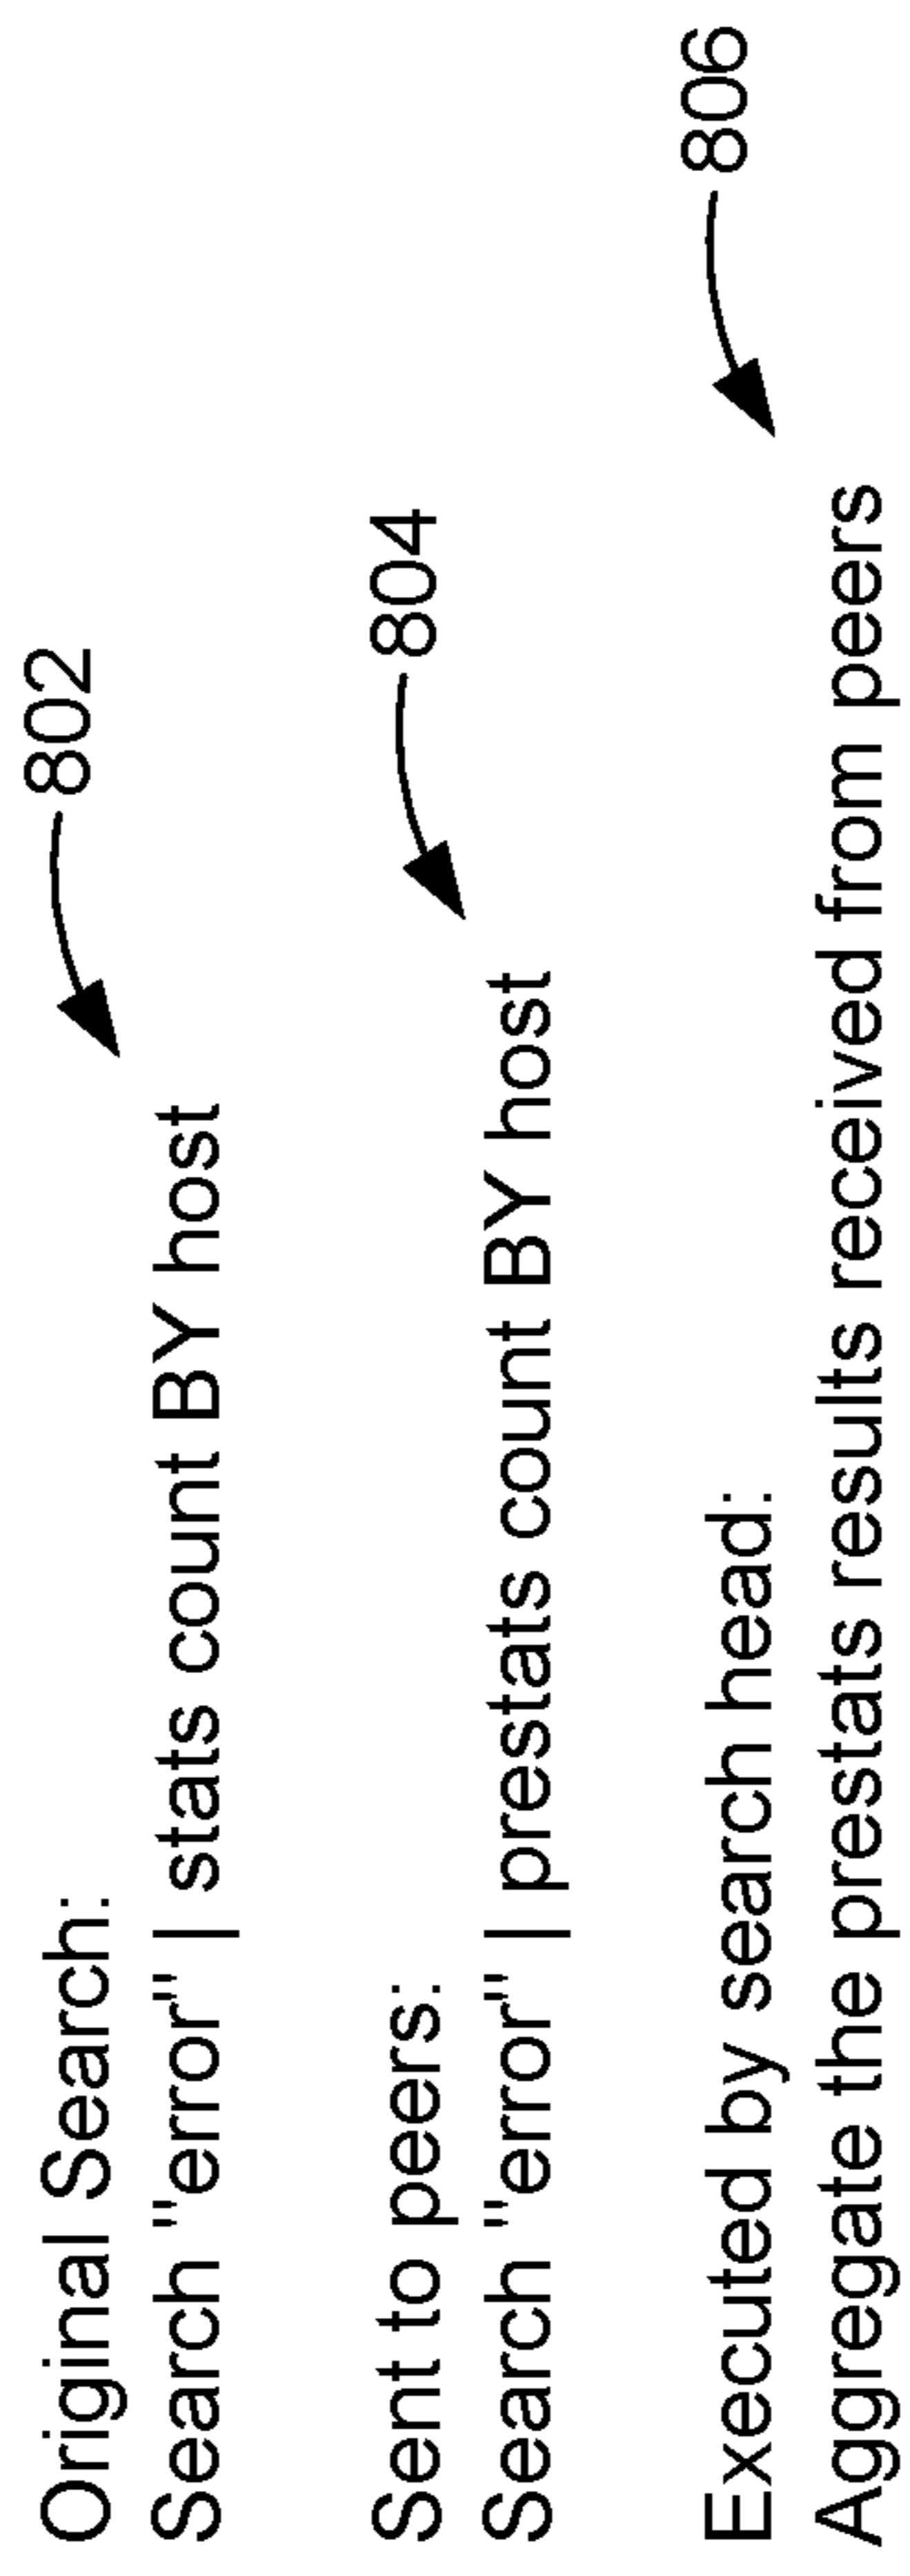 Original Search: 802
Search "error" | stats count BY host
Sent to peers: 804
Search "error" | prestats count BY host
Executed by search head: 806
Aggregate the prestats results received from peers